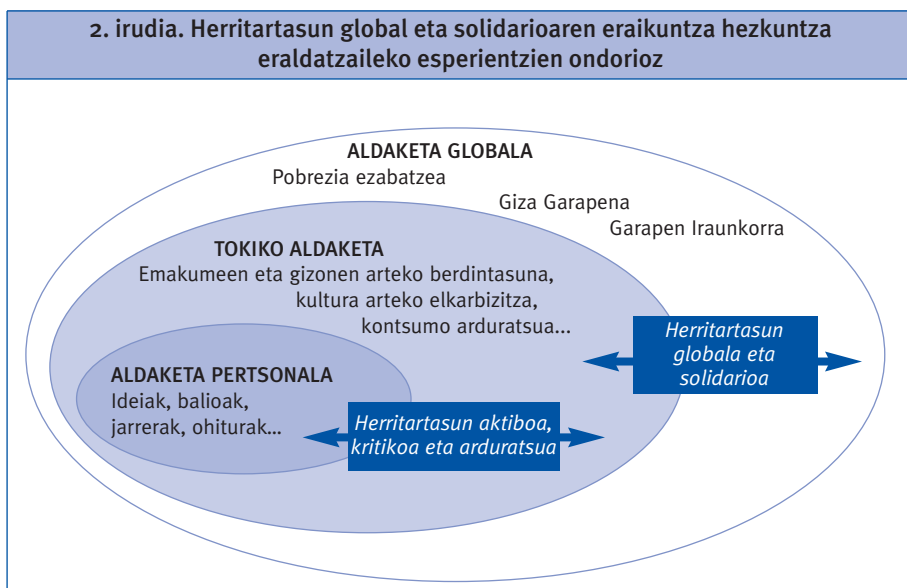 2. irudia. Herritartasun global eta solidarioaren eraikuntza hezkuntza
eraldatzaileko esperientzien ondorioz
ALDAKETA GLOBALA
Pobrezia ezabatzea
Giza Garapena
Garapen Iraunkorra
TOKIKO ALDAKETA
Emakumeen eta gizonen arteko berdintasuna,
kultura arteko elkarbizitza,
kontsumo arduratsua...
Herritartasun
globala eta
solidarioa
ALDAKETA PERTSONALA
Ideiak, balioak,
jarrerak, ohiturak...
Herritartasun aktiboa,
kritikoa eta arduratsua